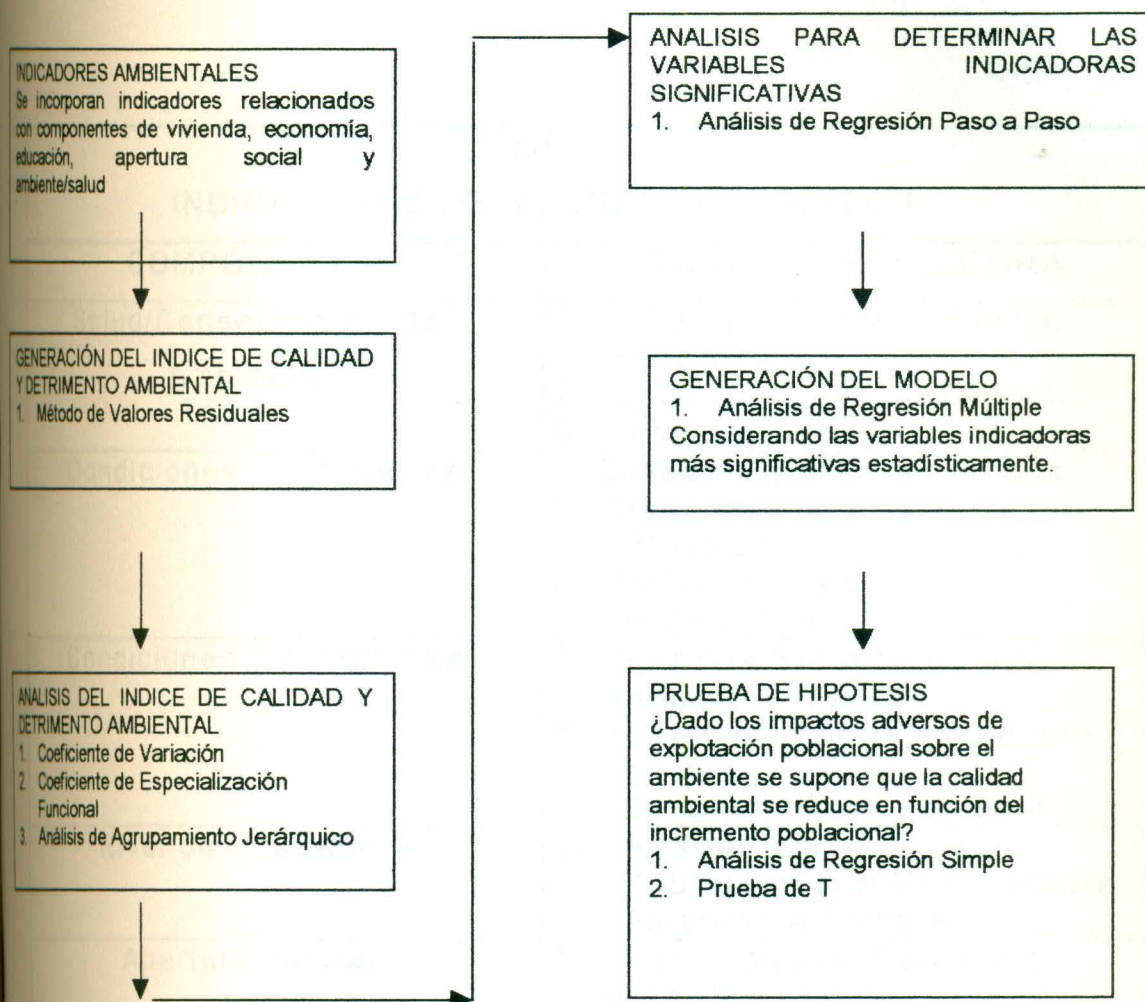 INDICADORES AMBIENTALES
Se incorporan indicadores relacionados
con componentes de vivienda, economía,
educación, apertura social y
ambiente/salud
GENERACIÓN DEL INDICE DE CALIDAD
Y DETRIMENTO AMBIENTAL
1. Método de Valores Residuales
ANALISIS DEL INDICE DE CALIDAD Y
DETRIMENTO AMBIENTAL
1. Coeficiente de Variación
2. Coeficiente de Especialización
Funcional
3. Análisis de Agrupamiento Jerárquico
ANALISIS PARA DETERMINAR LAS
VARIABLES INDICADORAS
SIGNIFICATIVAS
1. Análisis de Regresión Paso a Paso
GENERACIÓN DEL MODELO
1. Análisis de Regresión Múltiple
Considerando las variables indicadoras
más significativas estadísticamente.
PRUEBA DE HIPOTESIS
¿Dado los impactos adversos de
explotación poblacional sobre el
ambiente se supone que la calidad
ambiental se reduce en función del
incremento poblacional?
1. Análisis de Regresión Simple
2. Prueba de T